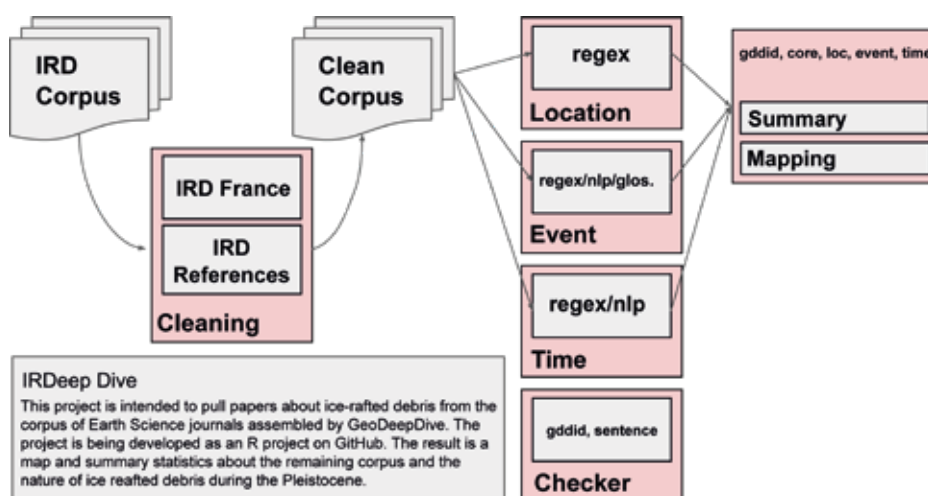 IRD
Corpus
Clean
Corpus
IRD France
IRD
References
Cleaning
regex
Location
regex/nlp/glos.
Event
regex/nlp
Time
gddid, sentence
Checker
gddid, core, loc, event, time
Summary
Mapping
IRDeep Dive
This project is intended to pull papers about ice-rafted debris from the
corpus of Earth Science journals assembled by GeoDeepDive. The
project is being developed as an R project on GitHub. The result is a
map and summary statistics about the remaining corpus and the
nature of ice reafted debris during the Pleistocene.